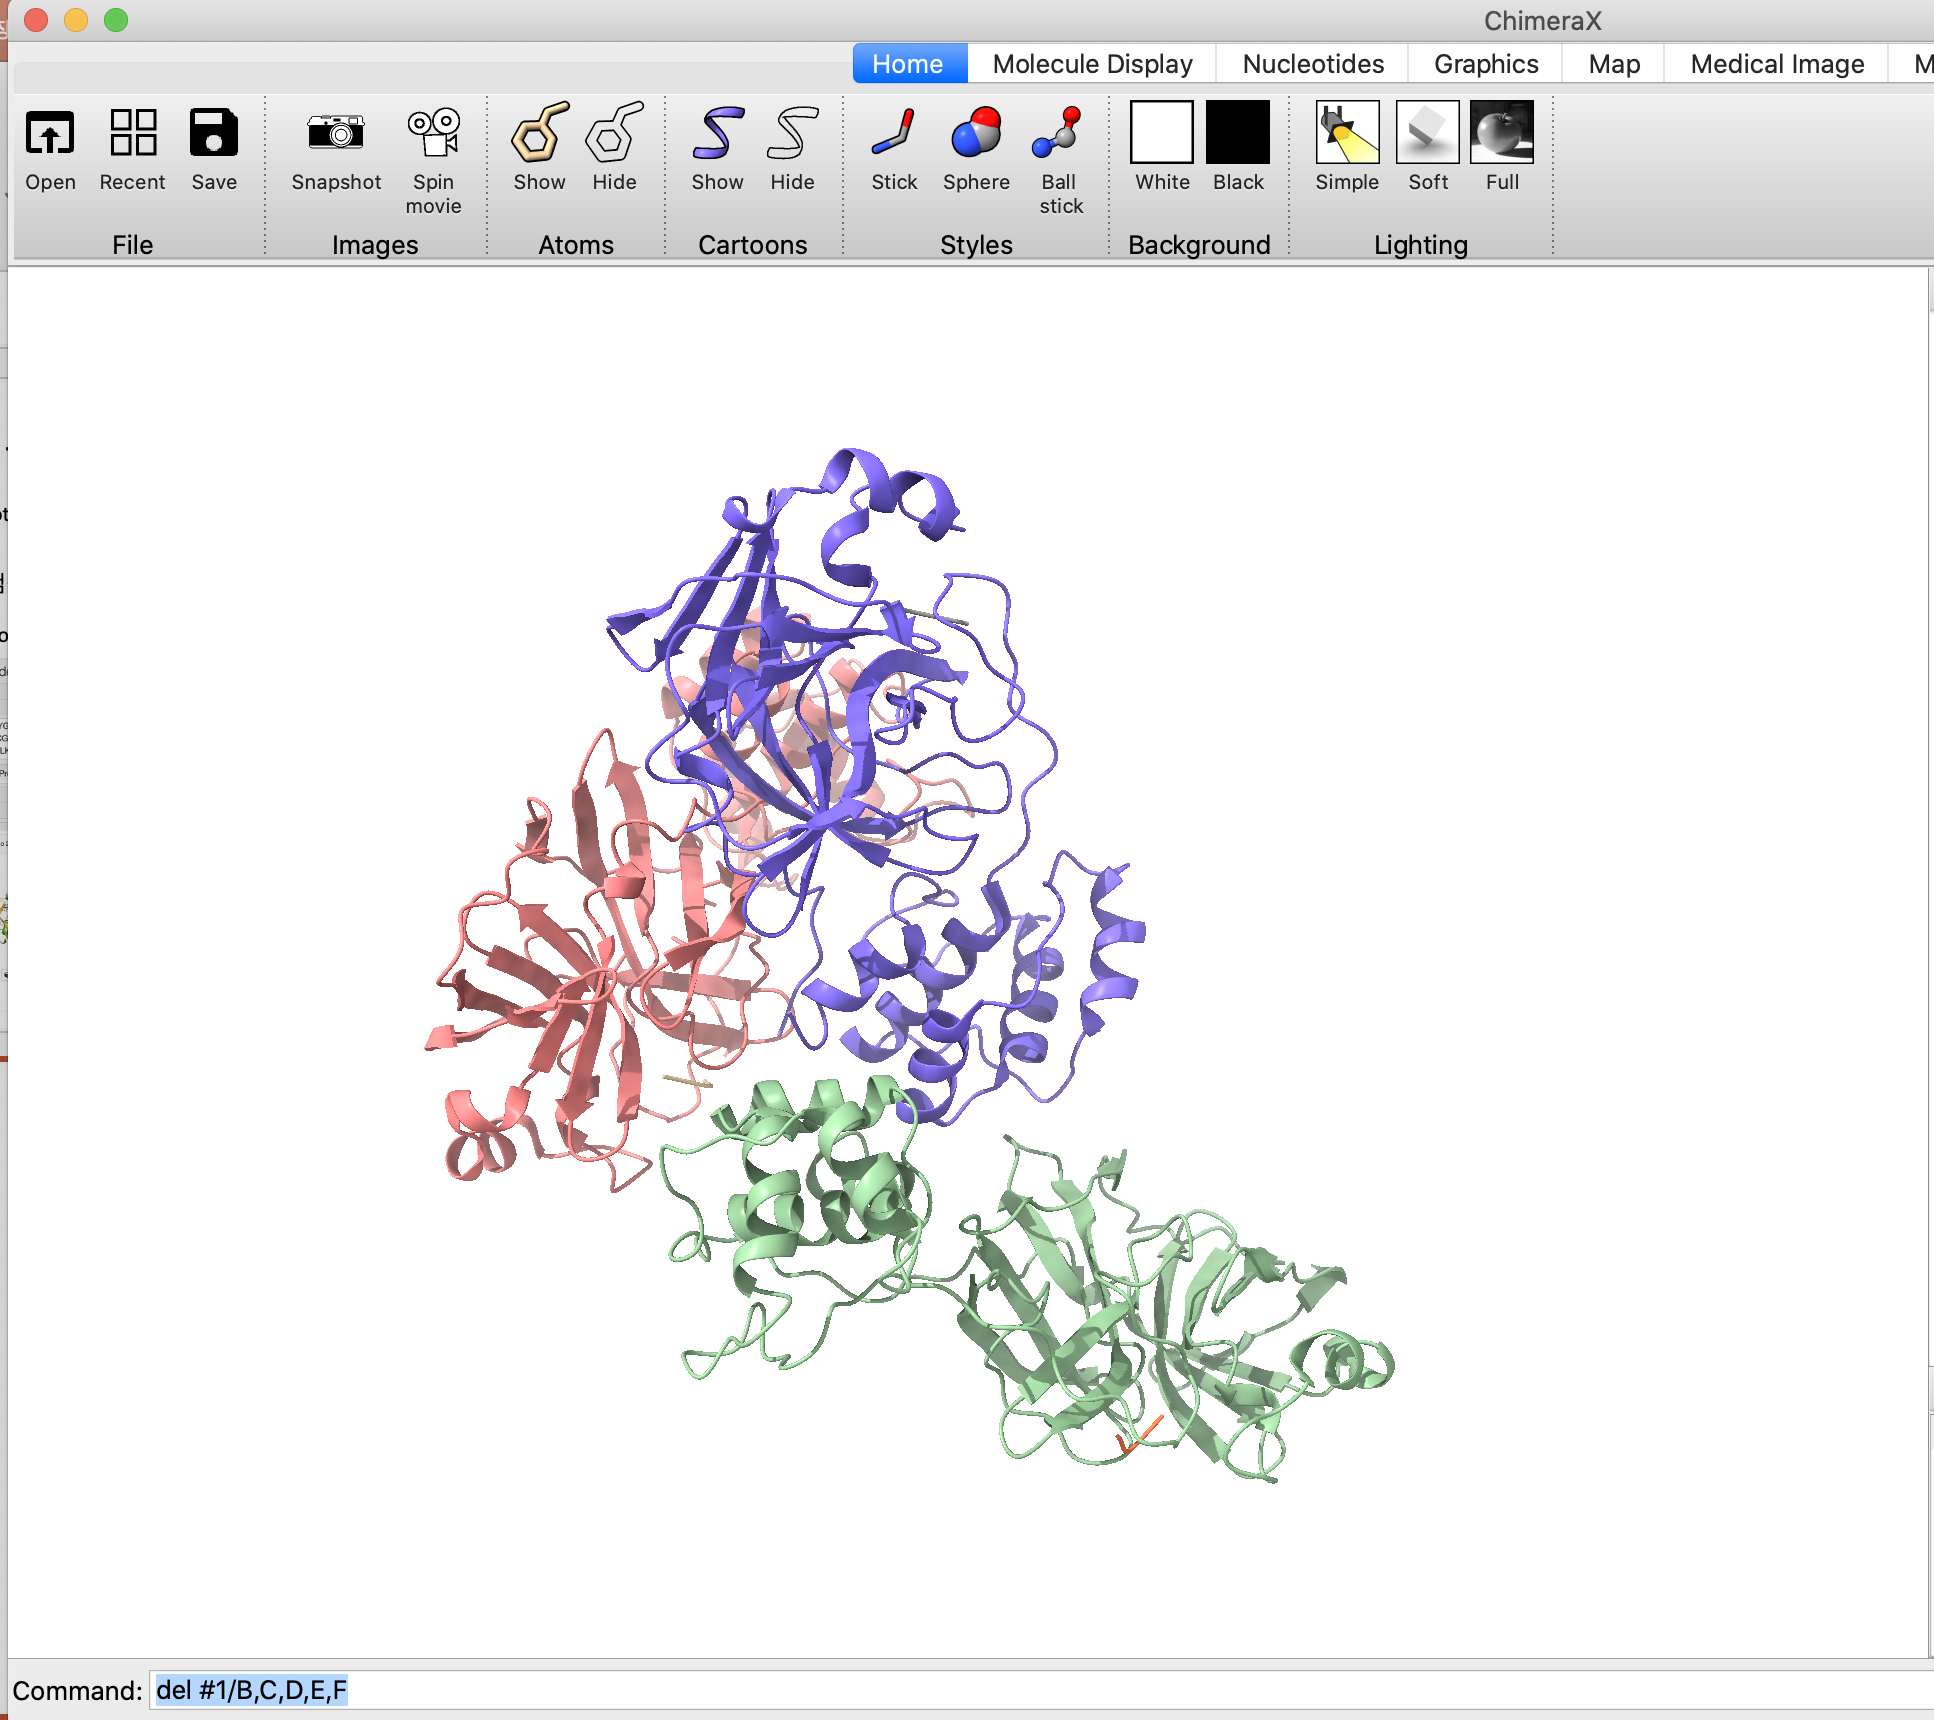 ChimeraX
Home Molecule Display Nucleotides Graphics Map Medical Image
Open Recent Save Snapshot Spin movie Show Hide Show Hide Stick Sphere Ball stick White Black Simple Soft Full
File Images Atoms Cartoons Styles Background Lighting
Command: del #1/B,C,D,E,F